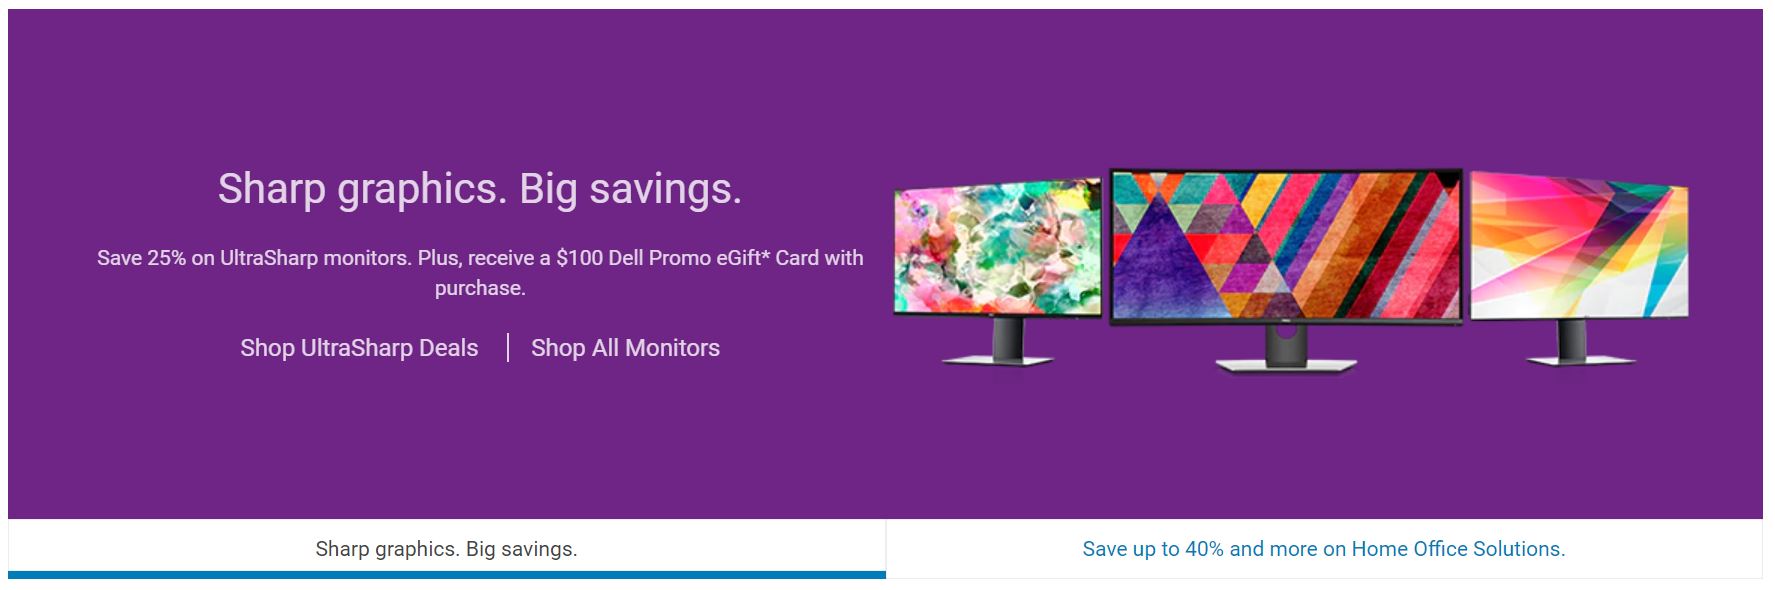 Sharp graphics. Big savings.
Save 25% on UltraSharp monitors. Plus, receive a $100 Dell Promo eGift* Card with
purchase.
Shop UltraSharp Deals | Shop All Monitors
Sharp graphics. Big savings.
Save up to 40% and more on Home Office Solutions.